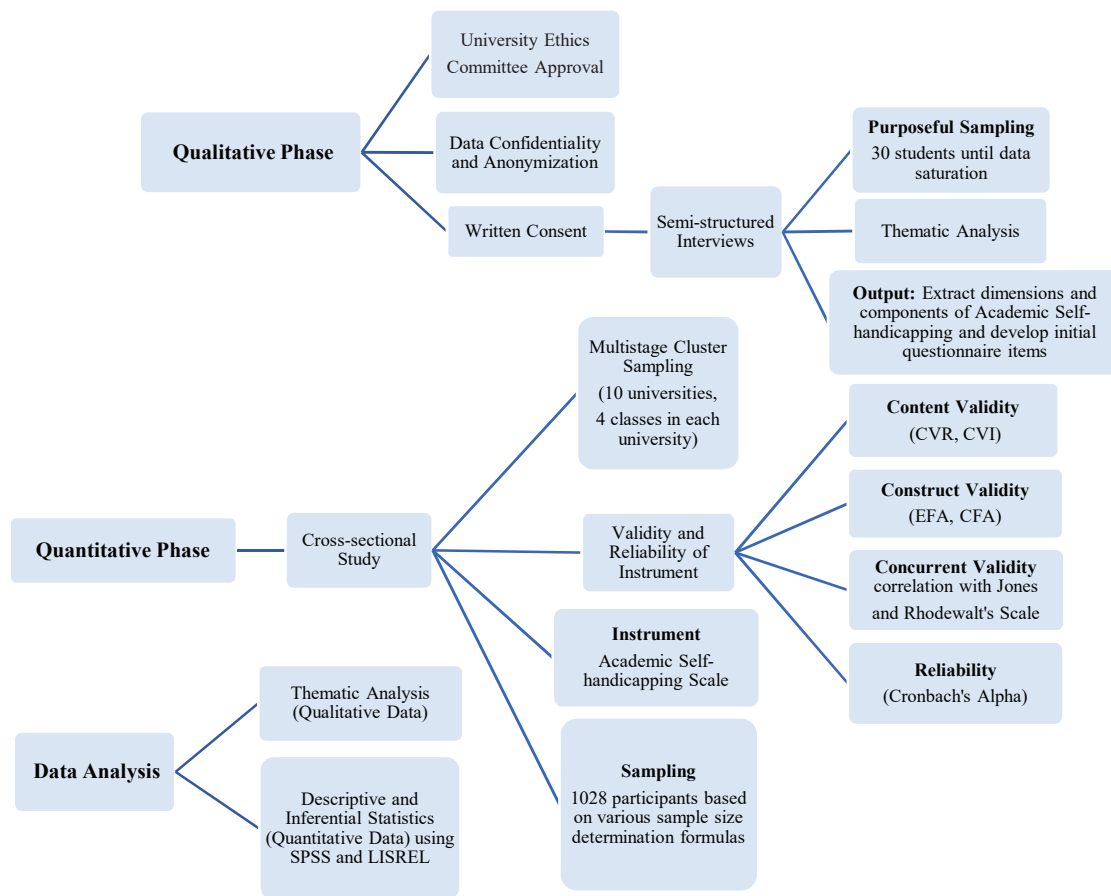 University Ethics
Committee Approval
Qualitative Phase
Data Confidentiality
and Anonymization
Written Consent
Semi-structured
Interviews
Purposeful Sampling
30 students until data
saturation
Thematic Analysis
Output: Extract dimensions and
components of Academic Self-
handicapping and develop initial
questionnaire items
Quantitative Phase
Cross-sectional
Study
Multistage Cluster
Sampling
(10 universities,
4 classes in each
university)
Validity and
Reliability of
Instrument
Content Validity
(CVR, CVI)
Construct Validity
(EFA, CFA)
Concurrent Validity
correlation with Jones
and Rhodewalt's Scale
Reliability
(Cronbach's Alpha)
Instrument
Academic Self-
handicapping Scale
Sampling
1028 participants based
on various sample size
determination formulas
Data Analysis
Thematic Analysis
(Qualitative Data)
Descriptive and
Inferential Statistics
(Quantitative Data) using
SPSS and LISREL